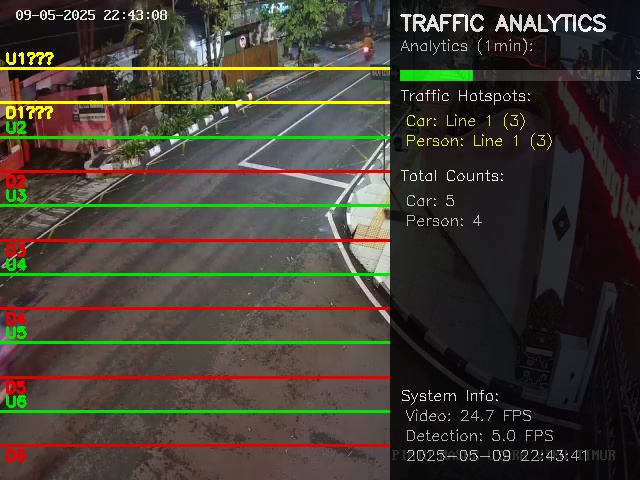 09-05-2025 22:43:08
U1???
D1???
U2
D2
U3
D3
U4
D4
U5
D5
U6
D6
TRAFFIC ANALYTICS
Analytics (1min):
Traffic Hotspots:
Car: Line 1 (3)
Person: Line 1 (3)
Total Counts:
Car: 5
Person: 4
System Info:
Video: 24.7 FPS
Detection: 5.0 FPS
2025-05-09 22:43:41